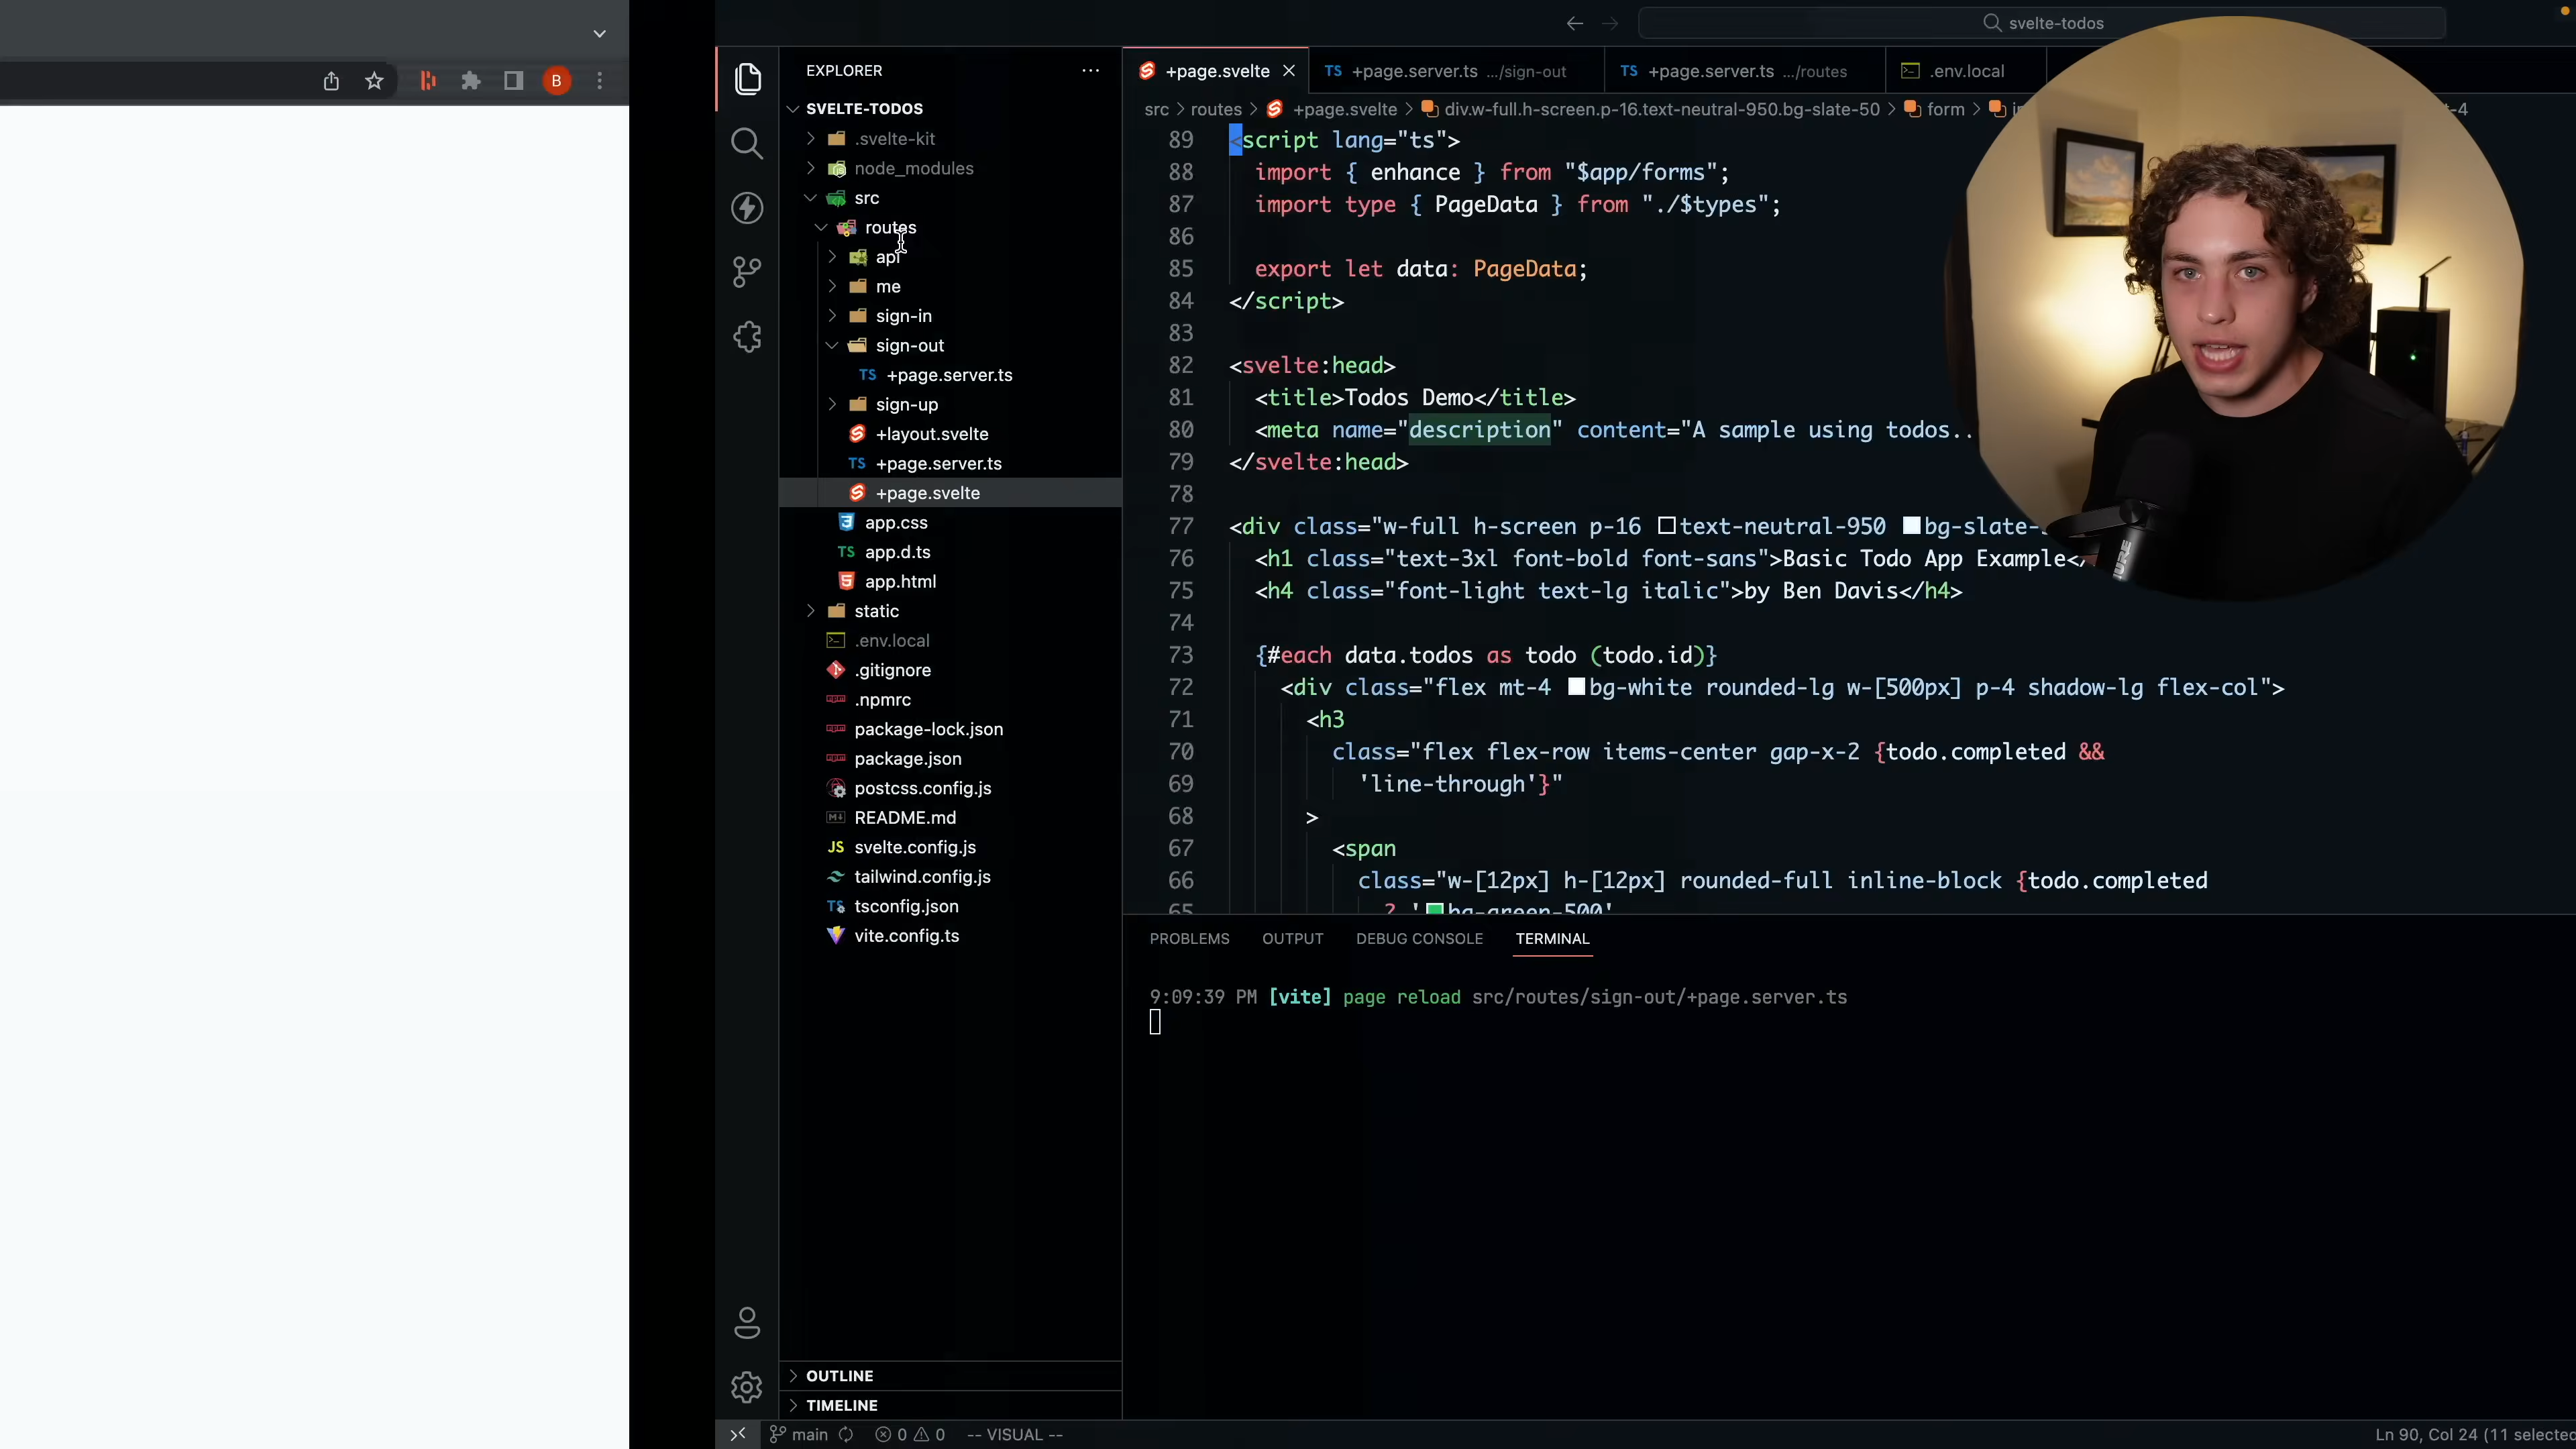 svelte-todos
B
EXPLORER
SVELTE-TODOS
.svelte-kit
node_modules
src
routes
api
me
sign-in
sign-out
TS +page.server.ts
sign-up
+layout.svelte
TS +page.server.ts
+page.svelte
app.css
TS app.d.ts
app.html
static
.env.local
.gitignore
.npmrc
package-lock.json
package.json
postcss.config.js
README.md
JS svelte.config.js
tailwind.config.js
TS tsconfig.json
vite.config.ts
OUTLINE
TIMELINE
+page.svelte
TS +page.server.ts .../sign-out
TS +page.server.ts .../routes
.env.local
src > routes > +page.svelte > div.w-full.h-screen.p-16.text-neutral-950.bg-slate-50 > form >
89 <script lang="ts">
88 import { enhance } from "$app/forms";
87 import type { PageData } from "./$types";
86
85 export let data: PageData;
84 </script>
83
82 <svelte:head>
81 <title>Todos Demo</title>
80 <meta name="description" content="A sample using todos..
79 </svelte:head>
78
77 <div class="w-full h-screen p-16 text-neutral-950 bg-slate-
76 <h1 class="text-3xl font-bold font-sans">Basic Todo App Example</
75 <h4 class="font-light text-lg italic">by Ben Davis</h4>
74
73 {#each data.todos as todo (todo.id)}
72 <div class="flex mt-4 bg-white rounded-lg w-[500px] p-4 shadow-lg flex-col">
71 <h3
70 class="flex flex-row items-center gap-x-2 {todo.completed &&
69 'line-through'}"
68 >
67 <span
66 class="w-[12px] h-[12px] rounded-full inline-block {todo.completed
65 ? 'bg-green-500'
PROBLEMS OUTPUT DEBUG CONSOLE TERMINAL
9:09:39 PM [vite] page reload src/routes/sign-out/+page.server.ts
main 0 0 -- VISUAL --
Ln 90, Col 24 (11 selected